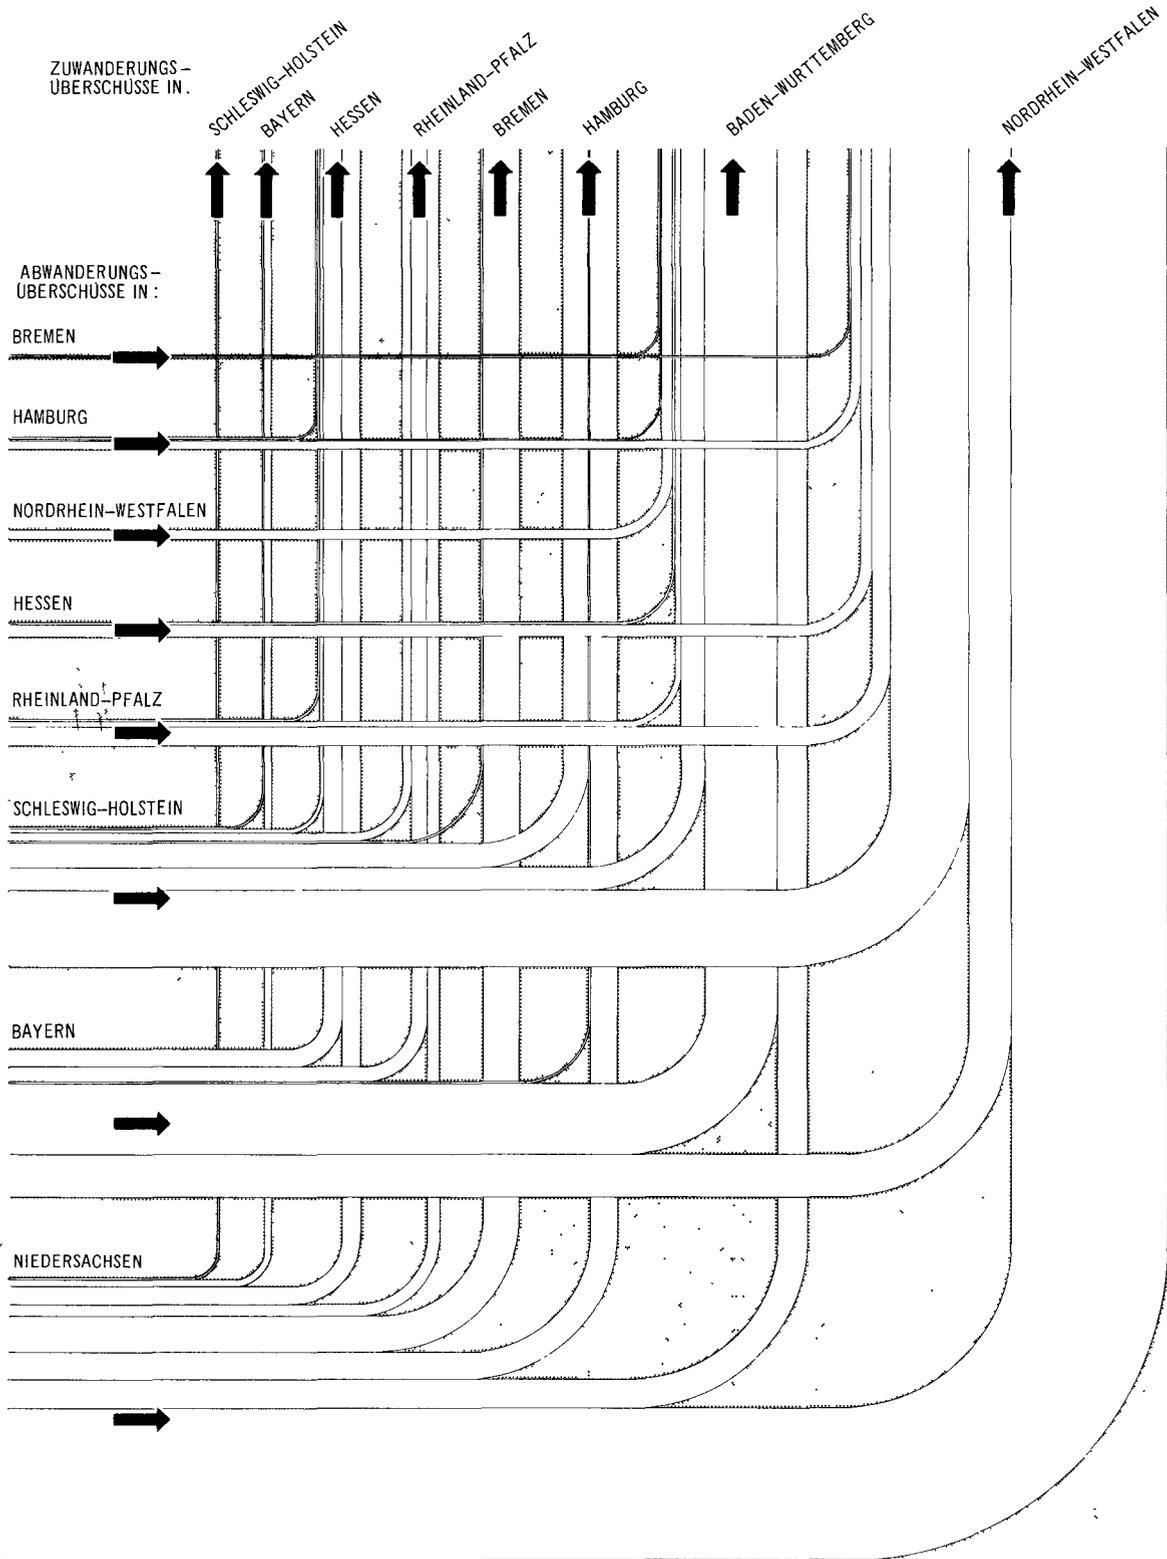 ZUWANDERUNGS-
ÜBERSCHÜSSE IN.
SCHLESWIG-HOLSTEIN
BAYERN
HESSEN
RHEINLAND-PFALZ
BREMEN
HAMBURG
BADEN-WURTTEMBERG
NORDRHEIN-WESTFALEN
ABWANDERUNGS-
ÜBERSCHÜSSE IN:
BREMEN
HAMBURG
NORDRHEIN-WESTFALEN
HESSEN
RHEINLAND-PFALZ
SCHLESWIG-HOLSTEIN
BAYERN
NIEDERSACHSEN